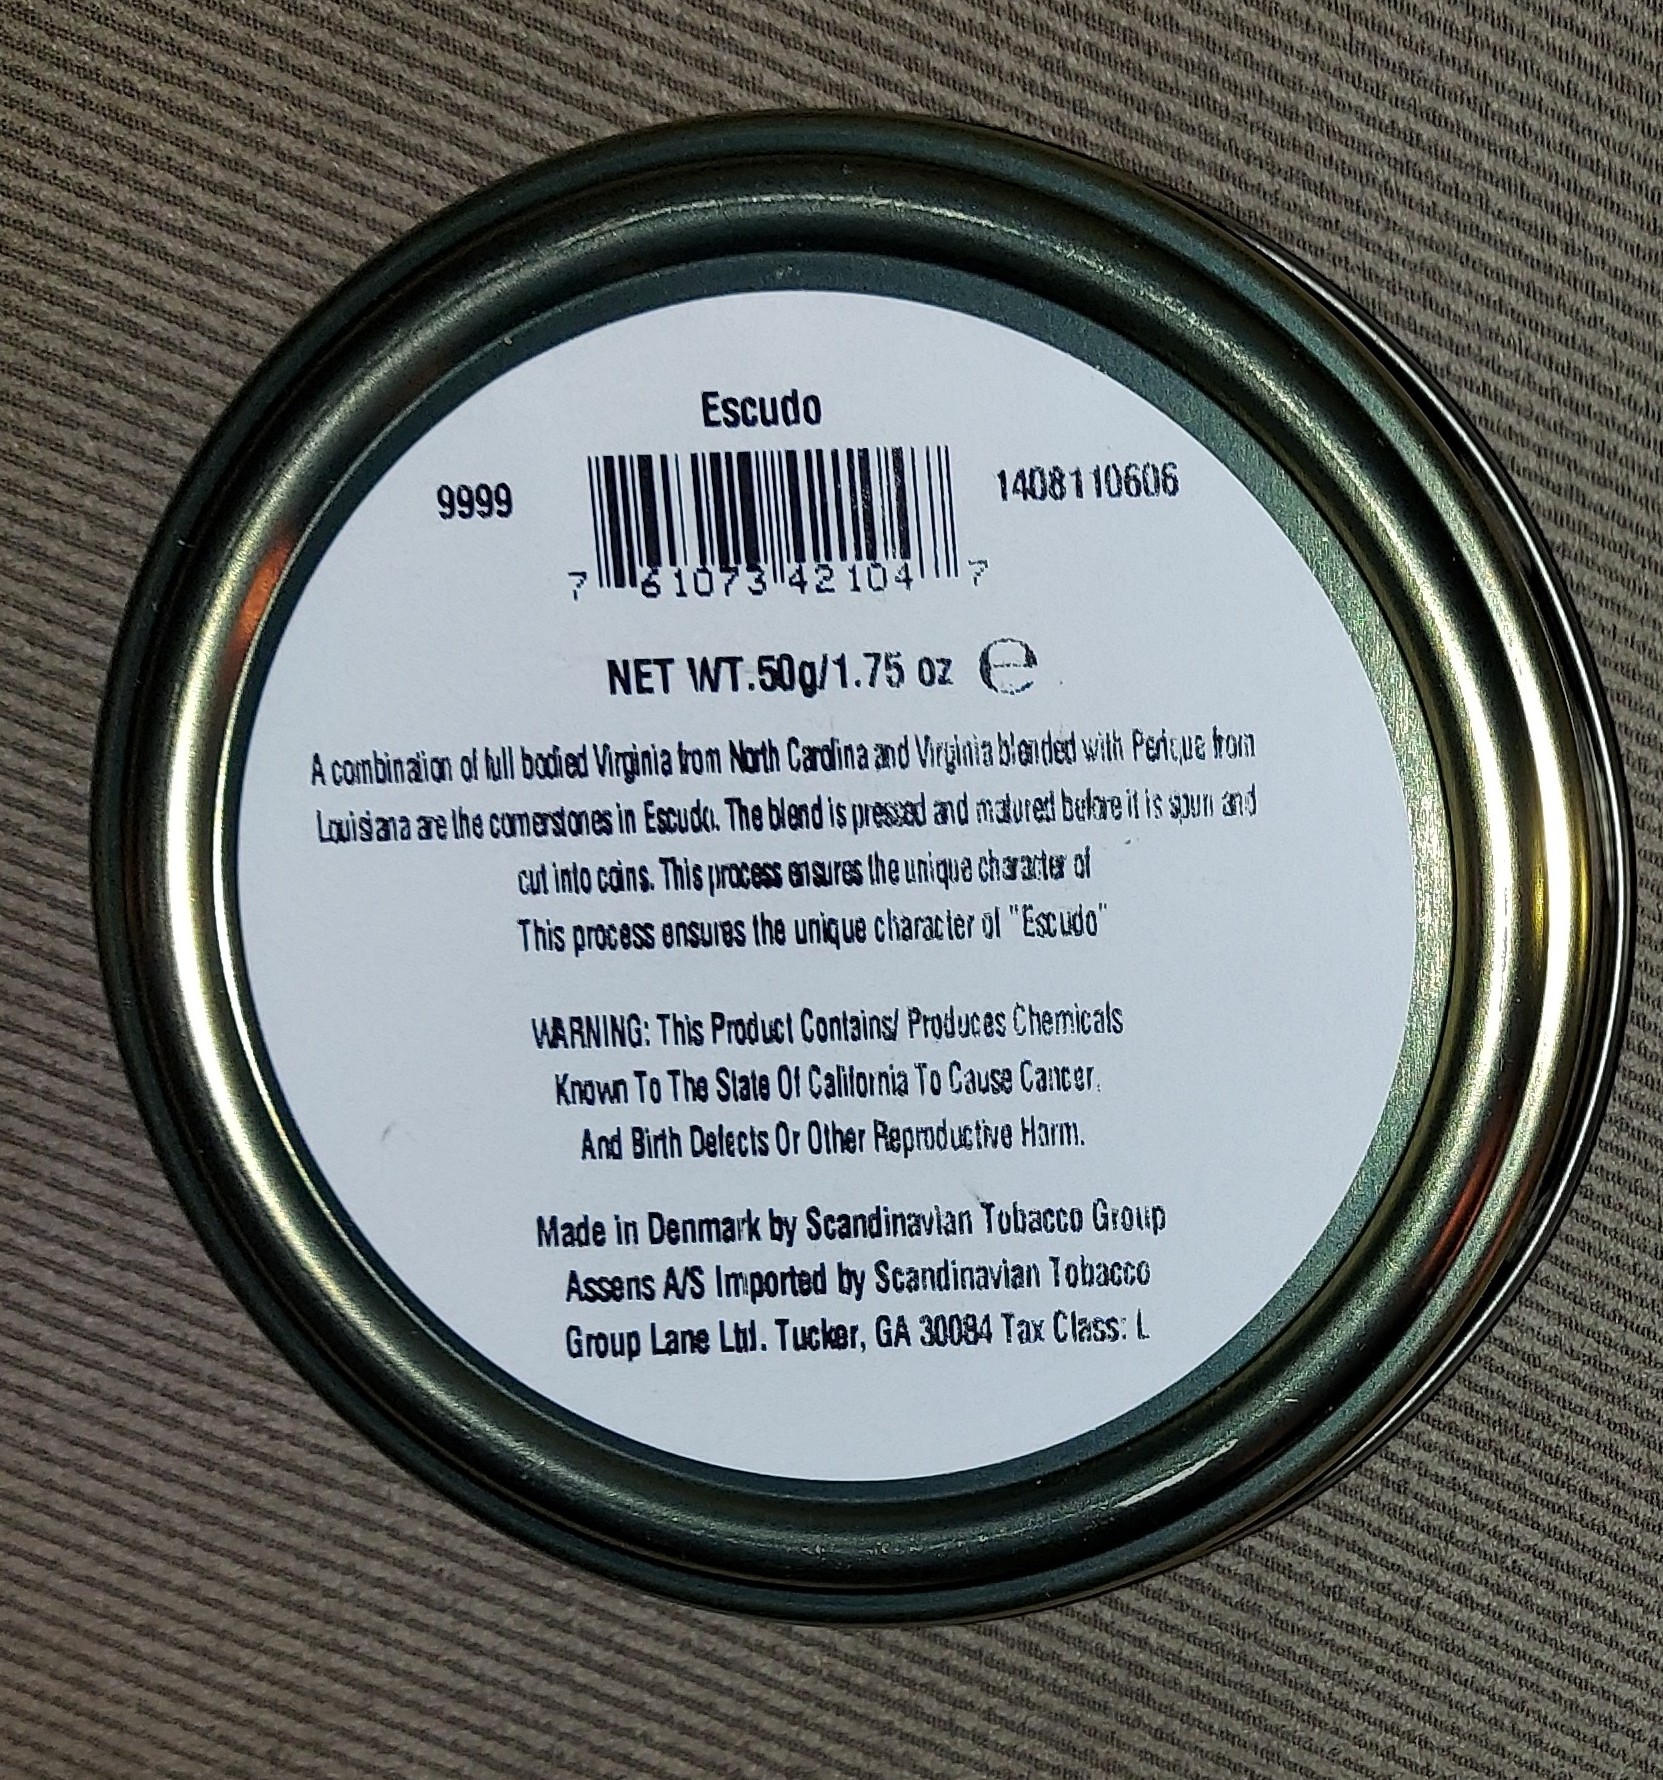 Escudo
9999
1408110606
7 61073 42104 7
NET WT.50g/1.75 oz ℮
A combination of full bodied Virginia from North Carolina and Virginia blended with Perique from
Louisiana are the cornerstones in Escudo. The blend is pressed and matured before it is spun and
cut into coins. This process ensures the unique character of
This process ensures the unique character of "Escudo"
WARNING: This Product Contains/ Produces Chemicals
Known To The State Of California To Cause Cancer,
And Birth Defects Or Other Reproductive Harm.
Made in Denmark by Scandinavian Tobacco Group
Assens A/S Imported by Scandinavian Tobacco
Group Lane Ltd. Tucker, GA 30084 Tax Class: L